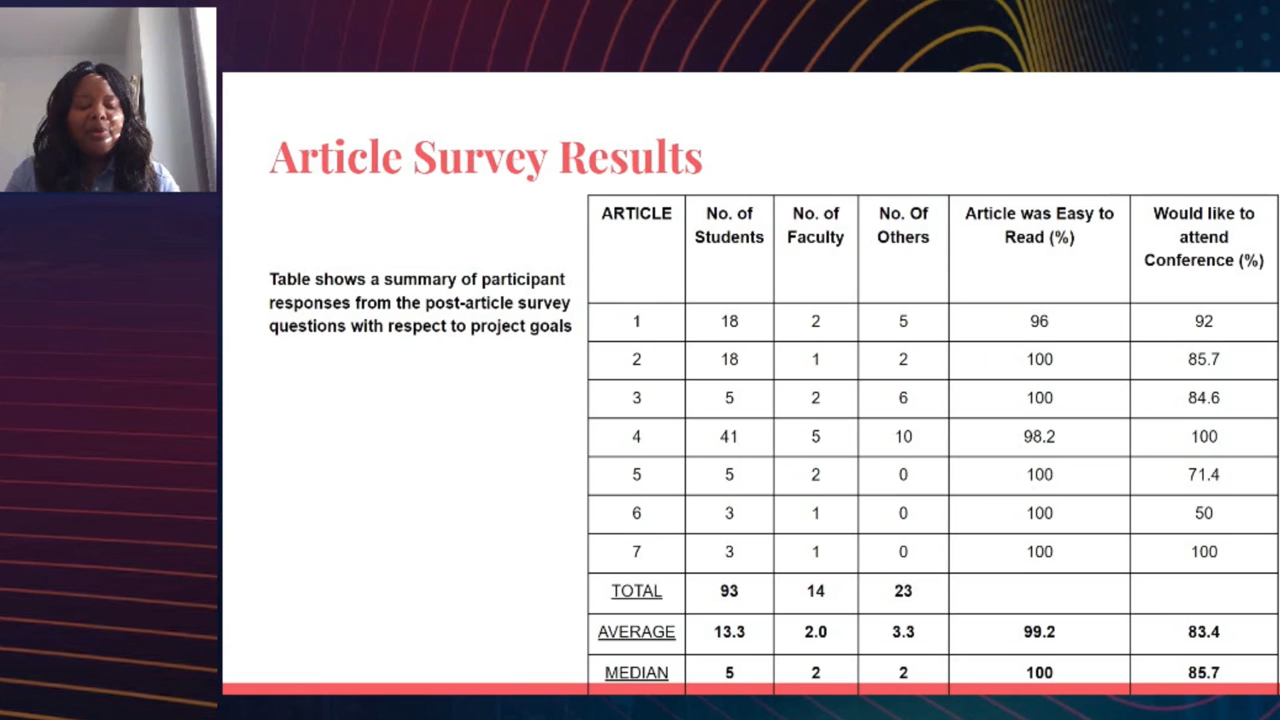 Article Survey Results
Table shows a summary of participant
responses from the post-article survey
questions with respect to project goals
ARTICLE No. of Students No. of Faculty No. Of Others Article was Easy to Read (%) Would like to attend Conference (%)
1 18 2 5 96 92
2 18 1 2 100 85.7
3 5 2 6 100 84.6
4 41 5 10 98.2 100
5 5 2 0 100 71.4
6 3 1 0 100 50
7 3 1 0 100 100
TOTAL 93 14 23
AVERAGE 13.3 2.0 3.3 99.2 83.4
MEDIAN 5 2 2 100 85.7